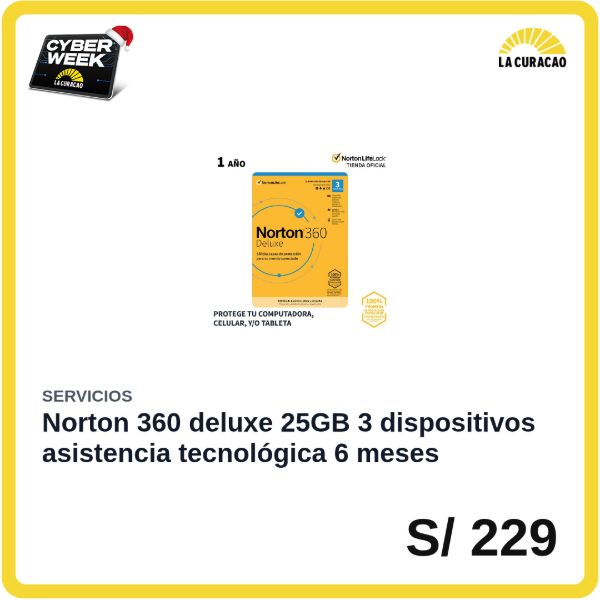 CYBER
WEEK
LA CURACAO
LA CURACAO
1 AÑO
NortonLifeLock
TIENDA OFICIAL
NortonLifeLock
3
Norton 360
Deluxe
PROTEGE TU COMPUTADORA,
CELULAR, Y/O TABLETA
100%
SERVICIOS
Norton 360 deluxe 25GB 3 dispositivos
asistencia tecnológica 6 meses
S/ 229